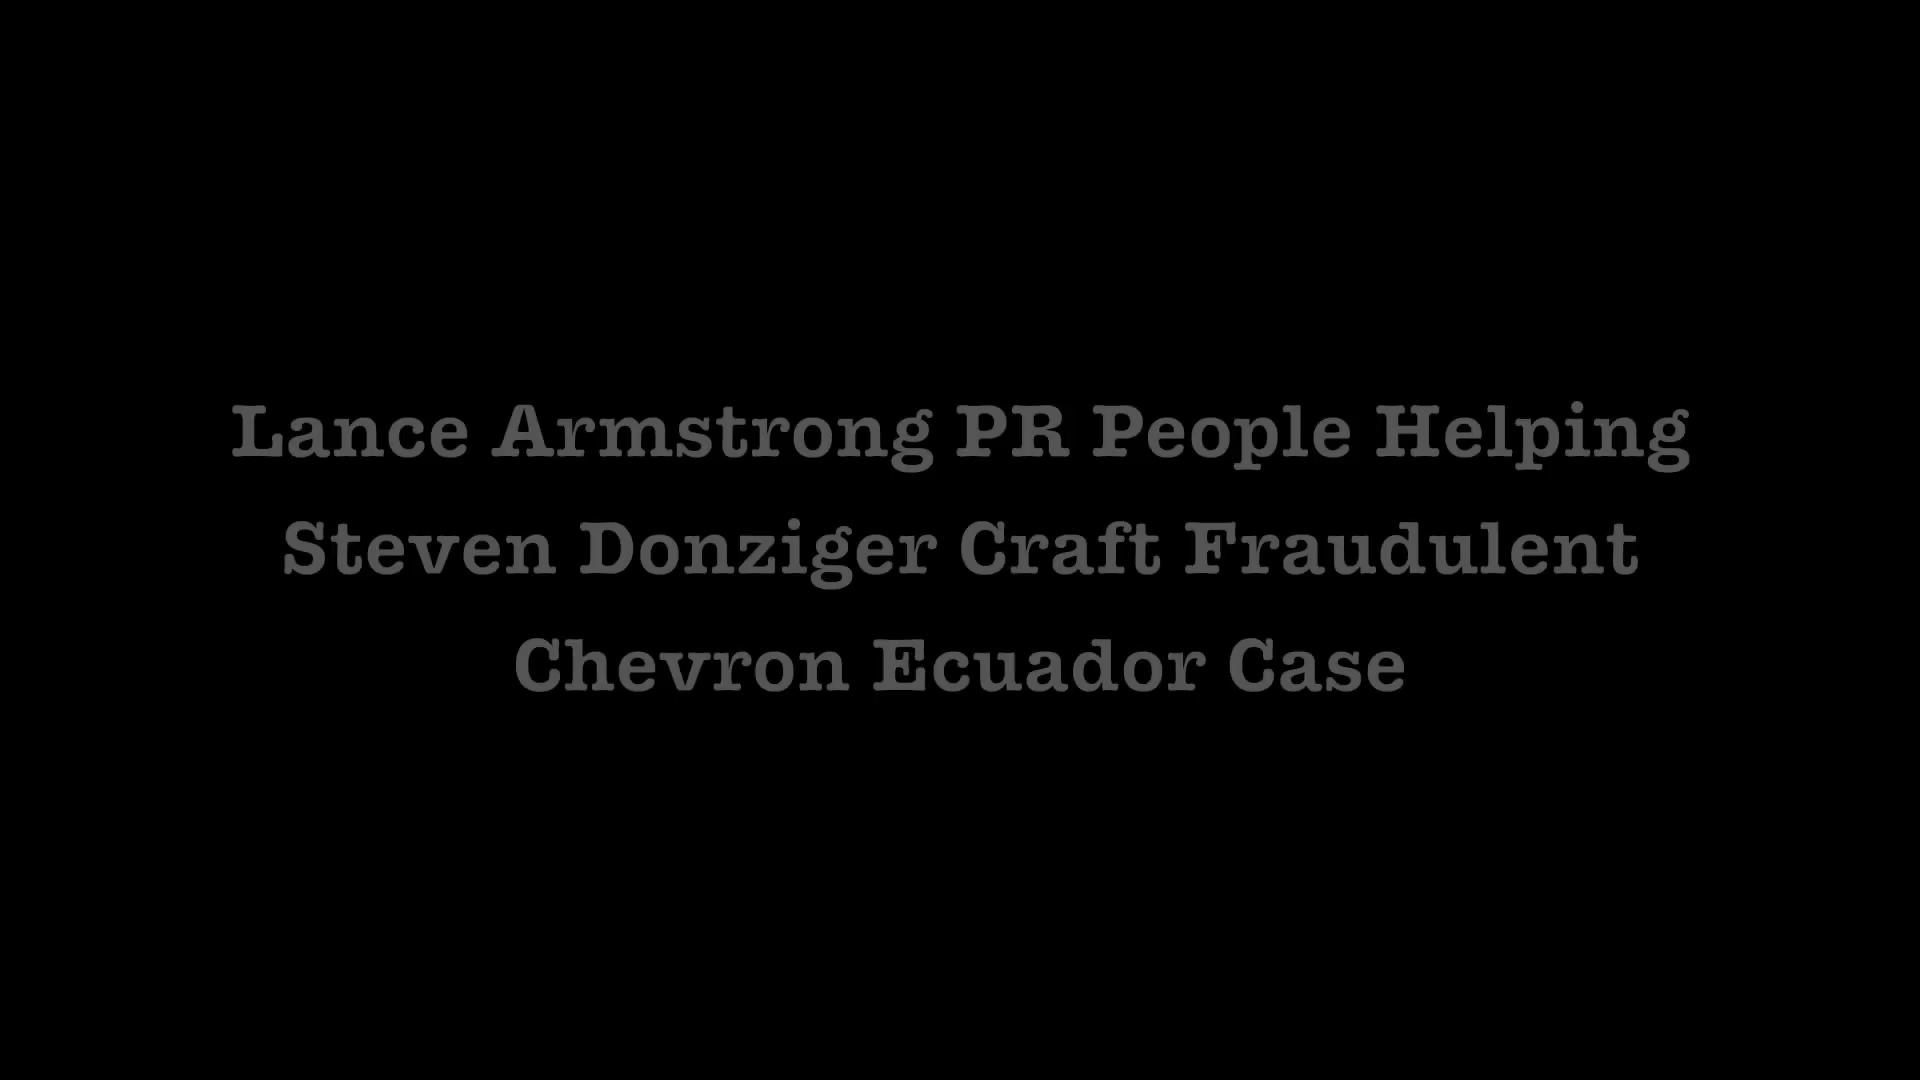 Lance Armstrong PR People Helping
Steven Donziger Craft Fraudulent
Chevron Ecuador Case